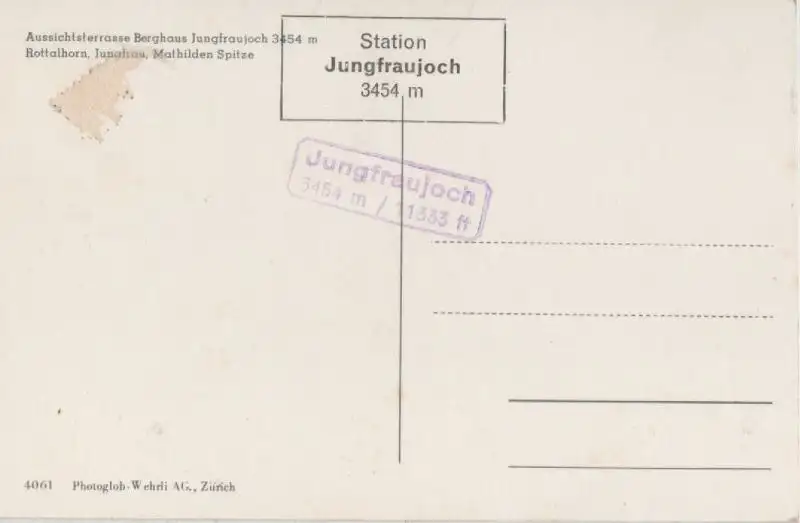 Aussichtsterrasse Berghaus Jungfraujoch 3454 m
Rottalhorn, Jungfrau, Mathilden Spitze
Station
Jungfraujoch
3454 m
Jungfraujoch
3454 m / 11333 ft
4061 Photoglob-Wehrli AG., Zürich